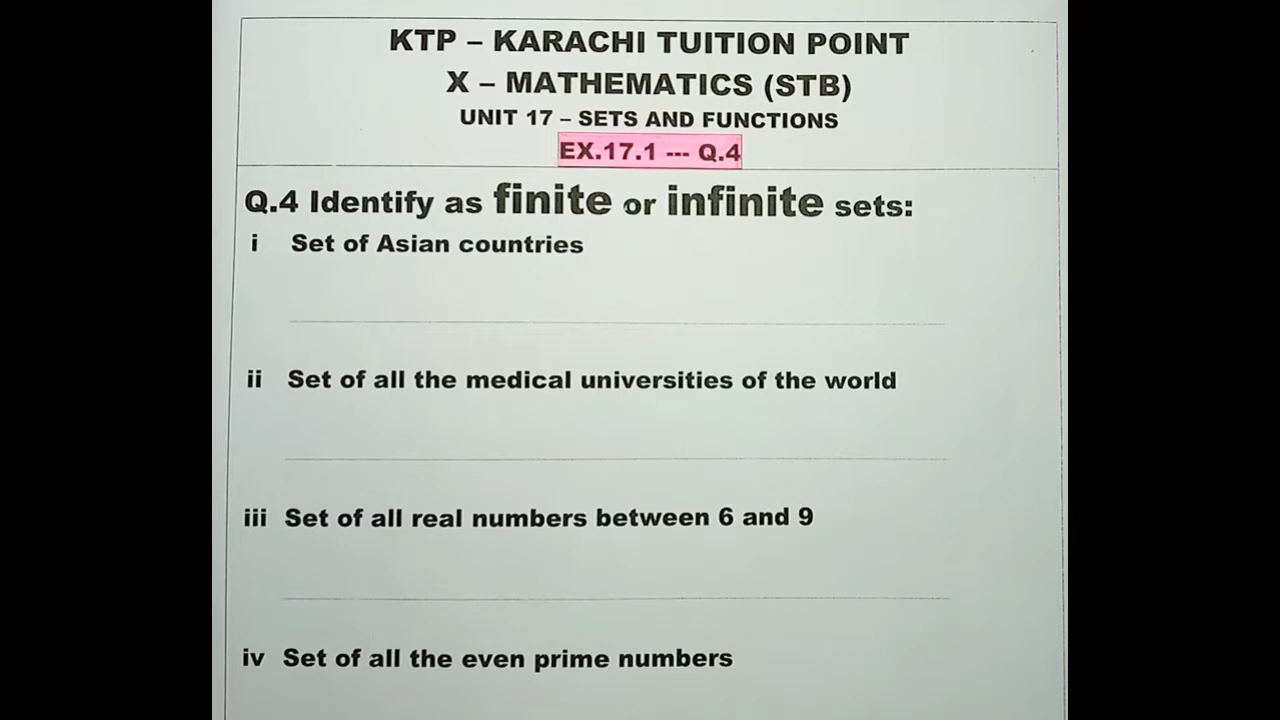 KTP – KARACHI TUITION POINT
X – MATHEMATICS (STB)
UNIT 17 – SETS AND FUNCTIONS
EX.17.1 --- Q.4
Q.4 Identify as finite or infinite sets:
i Set of Asian countries
ii Set of all the medical universities of the world
iii Set of all real numbers between 6 and 9
iv Set of all the even prime numbers